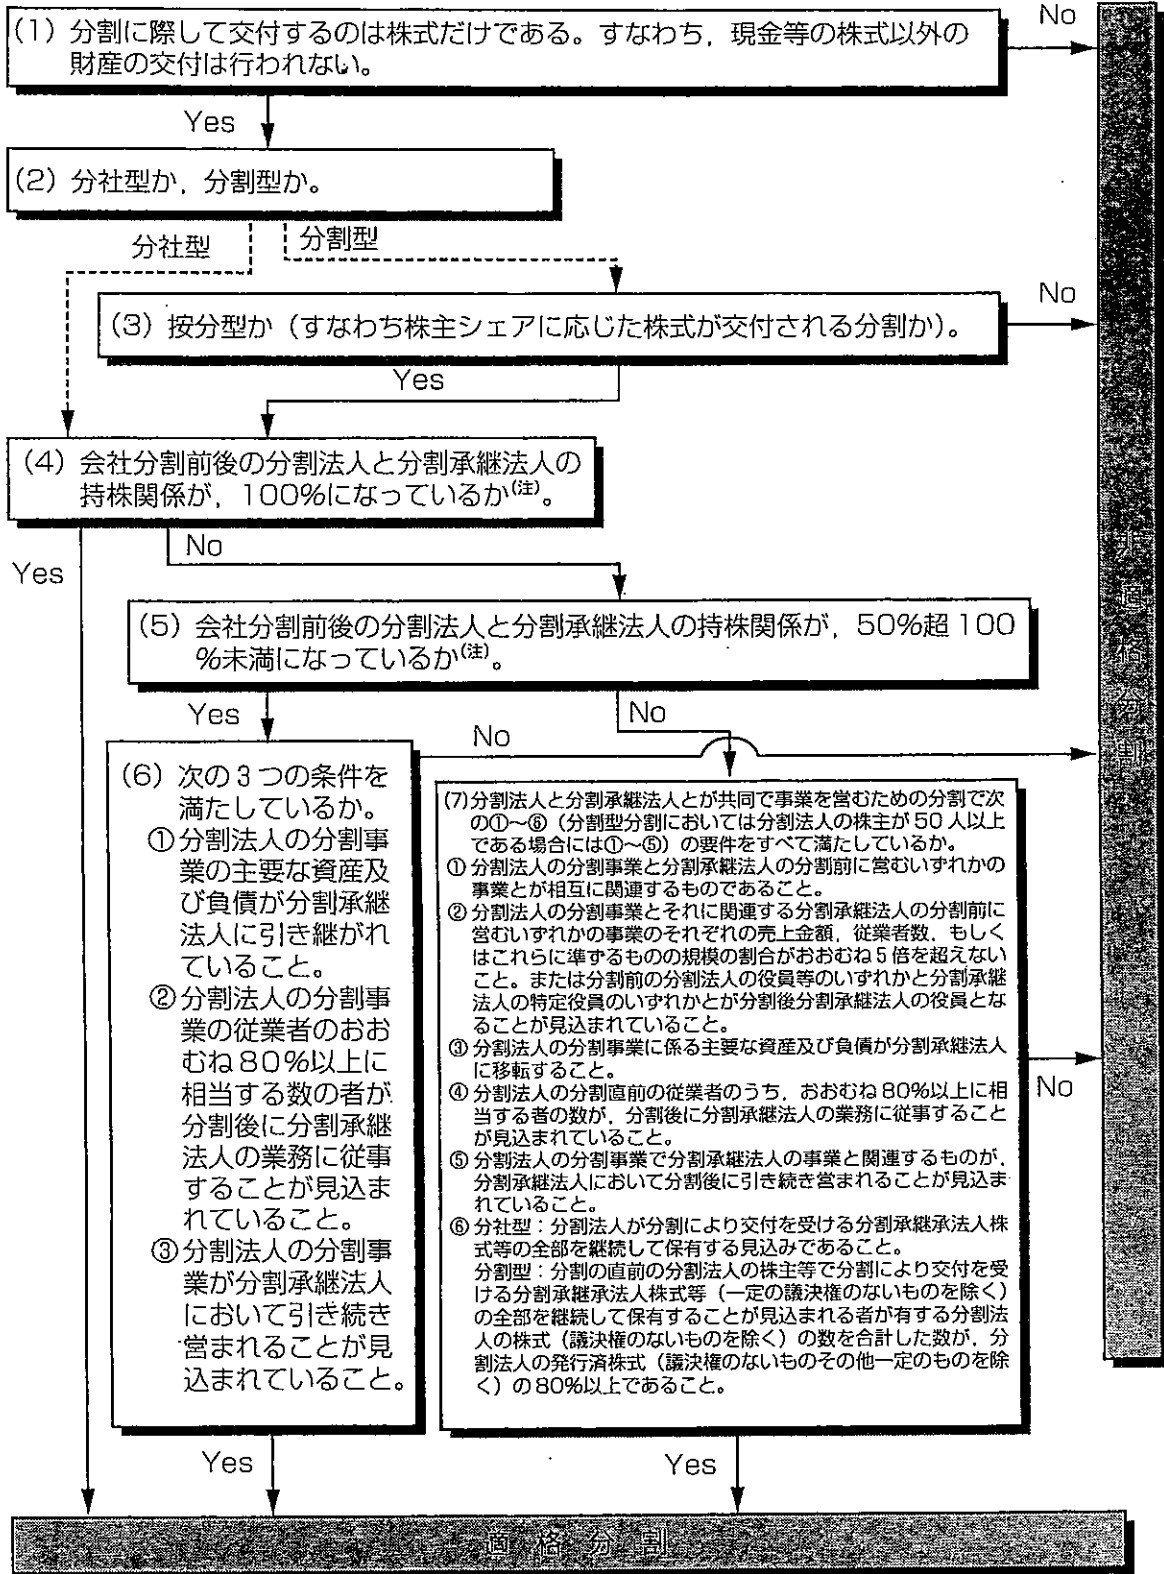 No
(1) 分割に際して交付するのは株式だけである。すなわち，現金等の株式以外の
財産の交付は行われない。
Yes
(2) 分社型か，分割型か。
分社型
分割型
No
(3) 按分型か（すなわち株主シェアに応じた株式が交付される分割か）。
Yes
(4) 会社分割前後の分割法人と分割承継法人の
持株関係が，100%になっているか(注)。
No
Yes
(5) 会社分割前後の分割法人と分割承継法人の持株関係が，50%超100
%未満になっているか(注)。
Yes
No
No
(6) 次の3つの条件を
満たしているか。
①分割法人の分割事
業の主要な資産及
び負債が分割承継
法人に引き継がれ
ていること。
②分割法人の分割事
業の従業者のおお
むね80%以上に
相当する数の者が
分割後に分割承継
法人の業務に従事
することが見込ま
れていること。
③分割法人の分割事
業が分割承継法人
において引き続き
営まれることが見
込まれていること。
(7)分割法人と分割承継法人とが共同で事業を営むための分割で次
の①～⑥（分割型分割においては分割法人の株主が50人以上
である場合には①～⑤）の要件をすべて満たしているか。
① 分割法人の分割事業と分割承継法人の分割前に営むいずれかの
事業とが相互に関連するものであること。
② 分割法人の分割事業とそれに関連する分割承継法人の分割前に
営むいずれかの事業のそれぞれの売上金額，従業者数，もしく
はこれらに準ずるものの規模の割合がおおむね5倍を超えない
こと。または分割前の分割法人の役員等のいずれかと分割承継
法人の特定役員のいずれかとが分割後分割承継法人の役員とな
ることが見込まれていること。
③ 分割法人の分割事業に係る主要な資産及び負債が分割承継法人
に移転すること。
④ 分割法人の分割直前の従業者のうち，おおむね80%以上に相
当する者の数が，分割後に分割承継法人の業務に従事すること
が見込まれていること。
⑤ 分割法人の分割事業で分割承継法人の事業と関連するものが，
分割承継法人において分割後に引き続き営まれることが見込ま
れていること。
⑥ 分社型：分割法人が分割により交付を受ける分割承継承法人株
式等の全部を継続して保有する見込みであること。
分割型：分割の直前の分割法人の株主等で分割により交付を受
ける分割承継承法人株式等（一定の議決権のないものを除く）
の全部を継続して保有することが見込まれる者が有する分割法
人の株式（議決権のないものを除く）の数を合計した数が，分
割法人の発行済株式（議決権のないものその他一定のものを除
く）の80%以上であること。
No
Yes
Yes
非適格分割
適格分割